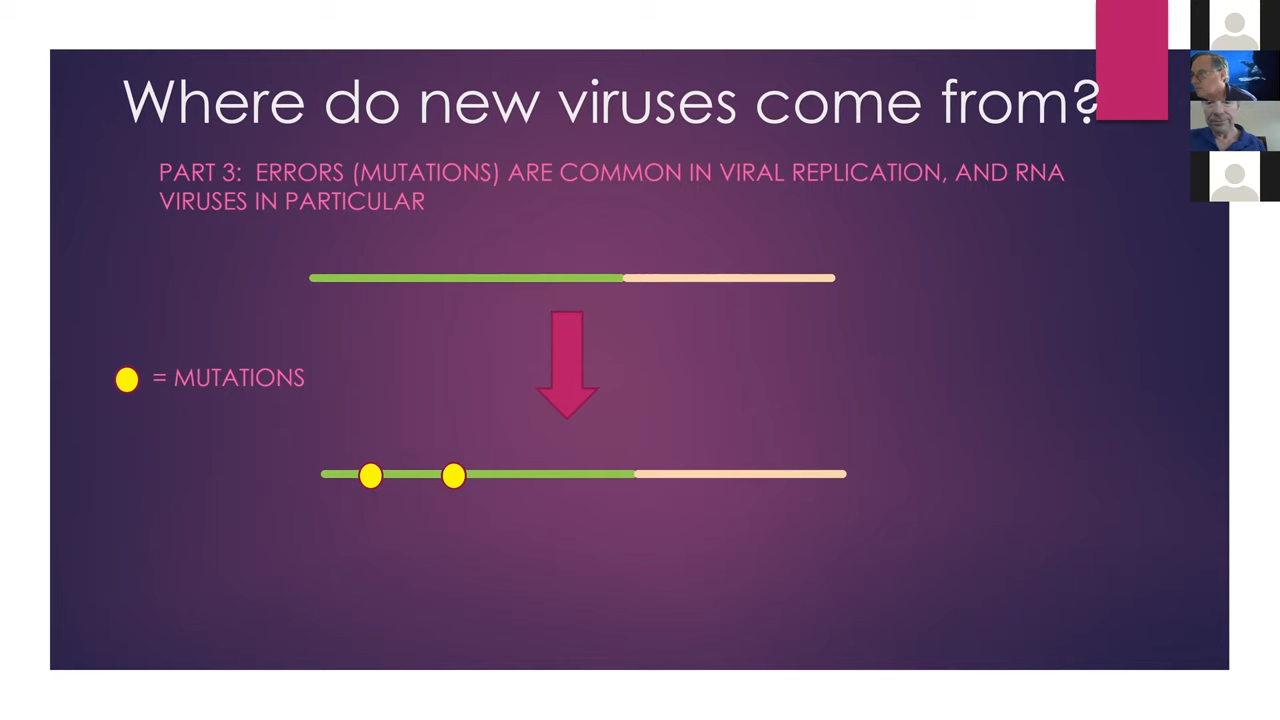 Where do new viruses come from?
PART 3:  ERRORS (MUTATIONS) ARE COMMON IN VIRAL REPLICATION, AND RNA
VIRUSES IN PARTICULAR
= MUTATIONS